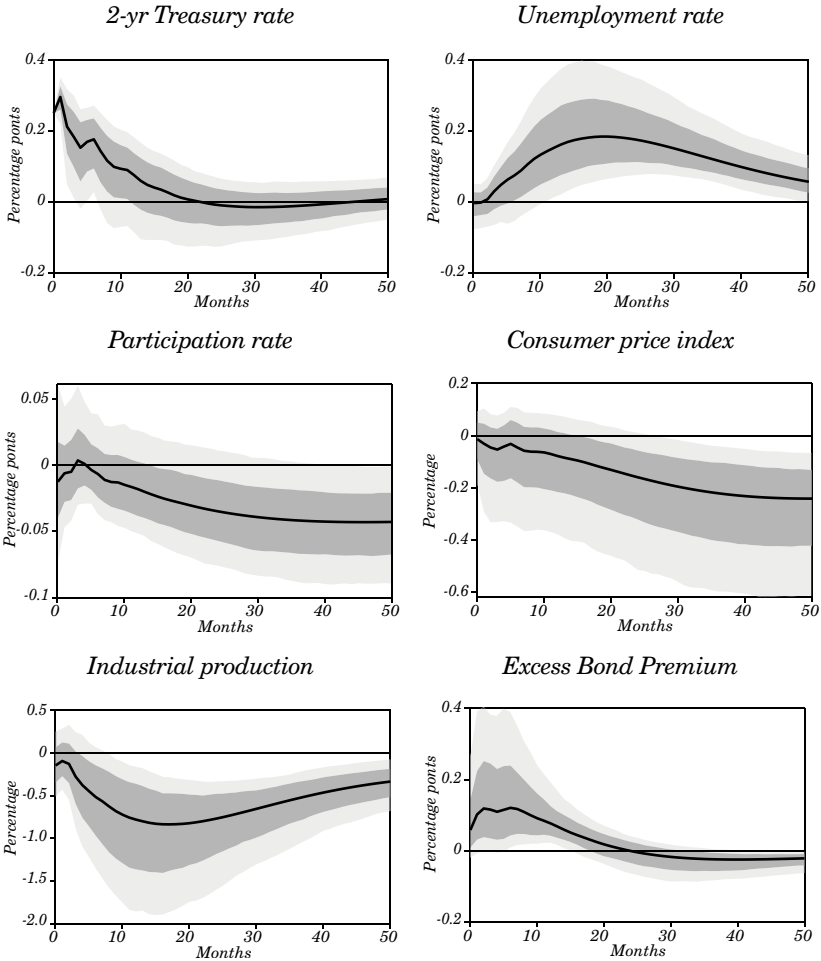 2-yr Treasury rate
0.4
0.2
0
-0.2
Percentage ponts
0 10 20 30 40 50
Months
Unemployment rate
0.4
0.2
0
-0.2
Percentage ponts
0 10 20 30 40 50
Months
Participation rate
0.05
0
-0.05
-0.1
Percentage ponts
0 10 20 30 40 50
Months
Consumer price index
0.2
0
-0.2
-0.4
-0.6
Percentage
0 10 20 30 40 50
Months
Industrial production
0.5
0
-0.5
-1.0
-1.5
-2.0
Percentage
0 10 20 30 40 50
Months
Excess Bond Premium
0.4
0.2
0
-0.2
Percentage ponts
0 10 20 30 40 50
Months